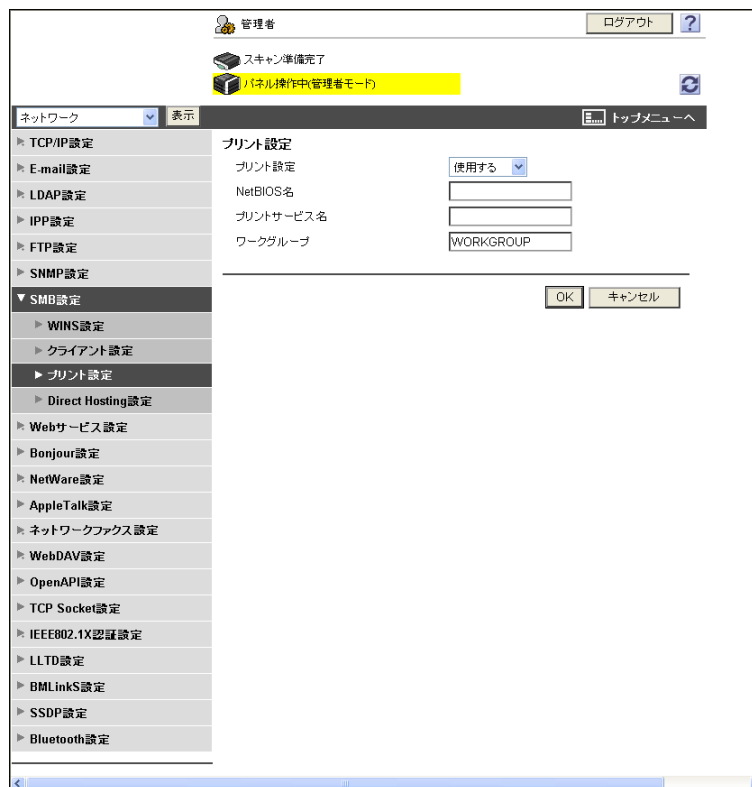 管理者
ログアウト
?
スキャン準備完了
パネル操作中(管理者モード)
ネットワーク
表示
トップメニューへ
TCP/IP設定
E-mail設定
LDAP設定
IPP設定
FTP設定
SNMP設定
SMB設定
WINS設定
クライアント設定
プリント設定
Direct Hosting設定
Webサービス設定
Bonjour設定
NetWare設定
AppleTalk設定
ネットワークファクス設定
WebDAV設定
OpenAPI設定
TCP Socket設定
IEEE802.1X認証設定
LLTD設定
BMLinkS設定
SSDP設定
Bluetooth設定
プリント設定
プリント設定 使用する
NetBIOS名
プリントサービス名
ワークグループ WORKGROUP
OK キャンセル